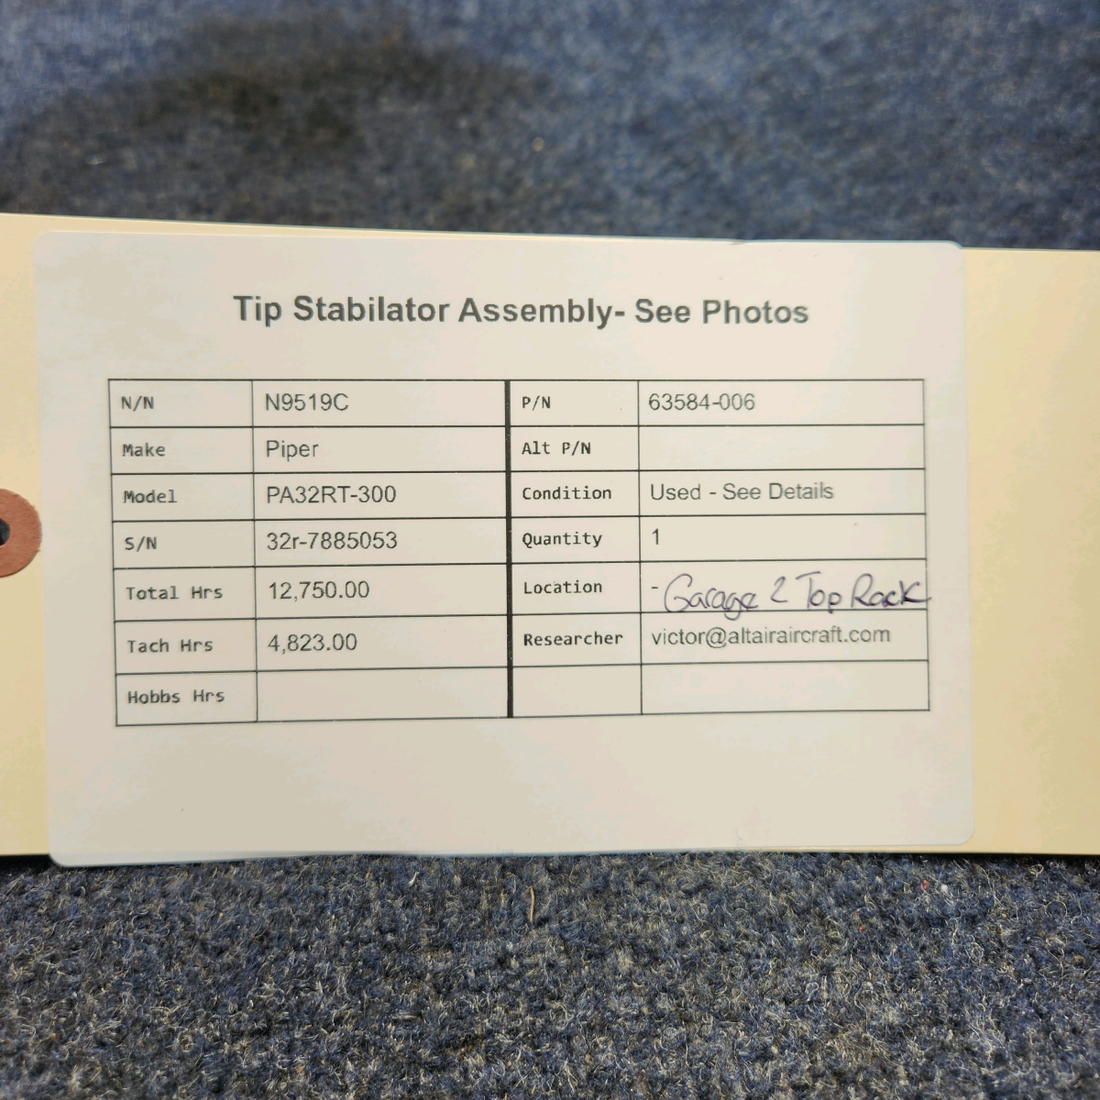 Tip Stabilator Assembly- See Photos
N/N N9519C P/N 63584-006
Make Piper Alt P/N
Model PA32RT-300 Condition Used - See Details
S/N 32r-7885053 Quantity 1
Total Hrs 12,750.00 Location - Garage 2 Top Rack
Tach Hrs 4,823.00 Researcher victor@altairaircraft.com
Hobbs Hrs